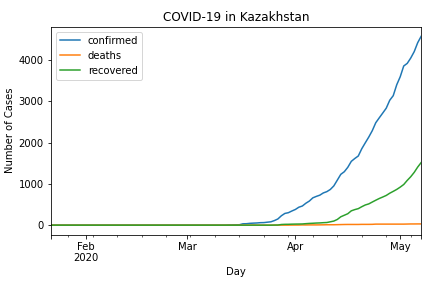 COVID-19 in Kazakhstan
confirmed
deaths
recovered
Number of Cases
4000
3000
2000
1000
0
Feb
2020
Mar
Apr
May
Day